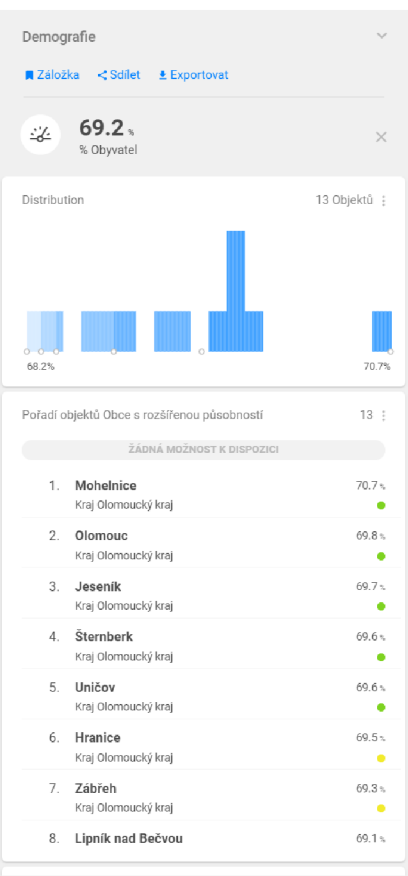 Demografie
Záložka Sdílet Exportovat
69.2 %
% Obyvatel
Distribution 13 Objektů
68.2% 70.7%
Pořadí objektů Obce s rozšířenou působností 13
ŽÁDNÁ MOŽNOST K DISPOZICI
1. Mohelnice 70.7 %
Kraj Olomoucký kraj
2. Olomouc 69.8 %
Kraj Olomoucký kraj
3. Jeseník 69.7 %
Kraj Olomoucký kraj
4. Šternberk 69.6 %
Kraj Olomoucký kraj
5. Uničov 69.6 %
Kraj Olomoucký kraj
6. Hranice 69.5 %
Kraj Olomoucký kraj
7. Zábřeh 69.3 %
Kraj Olomoucký kraj
8. Lipník nad Bečvou 69.1 %